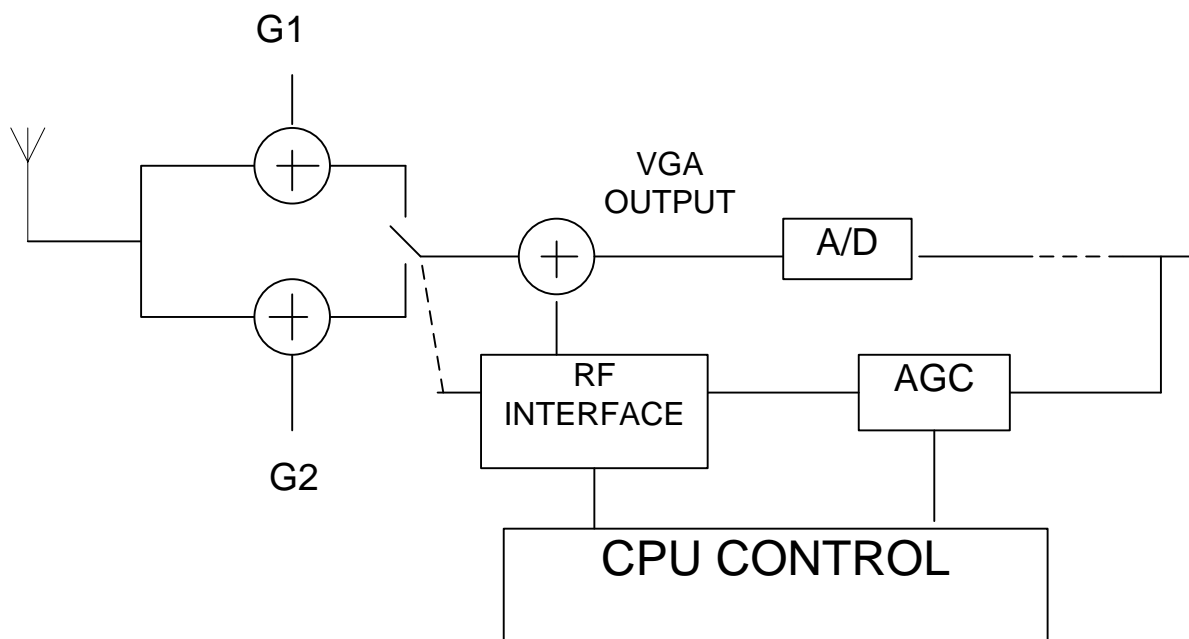 G1
VGA
OUTPUT
A/D
RF
INTERFACE
AGC
G2
CPU CONTROL